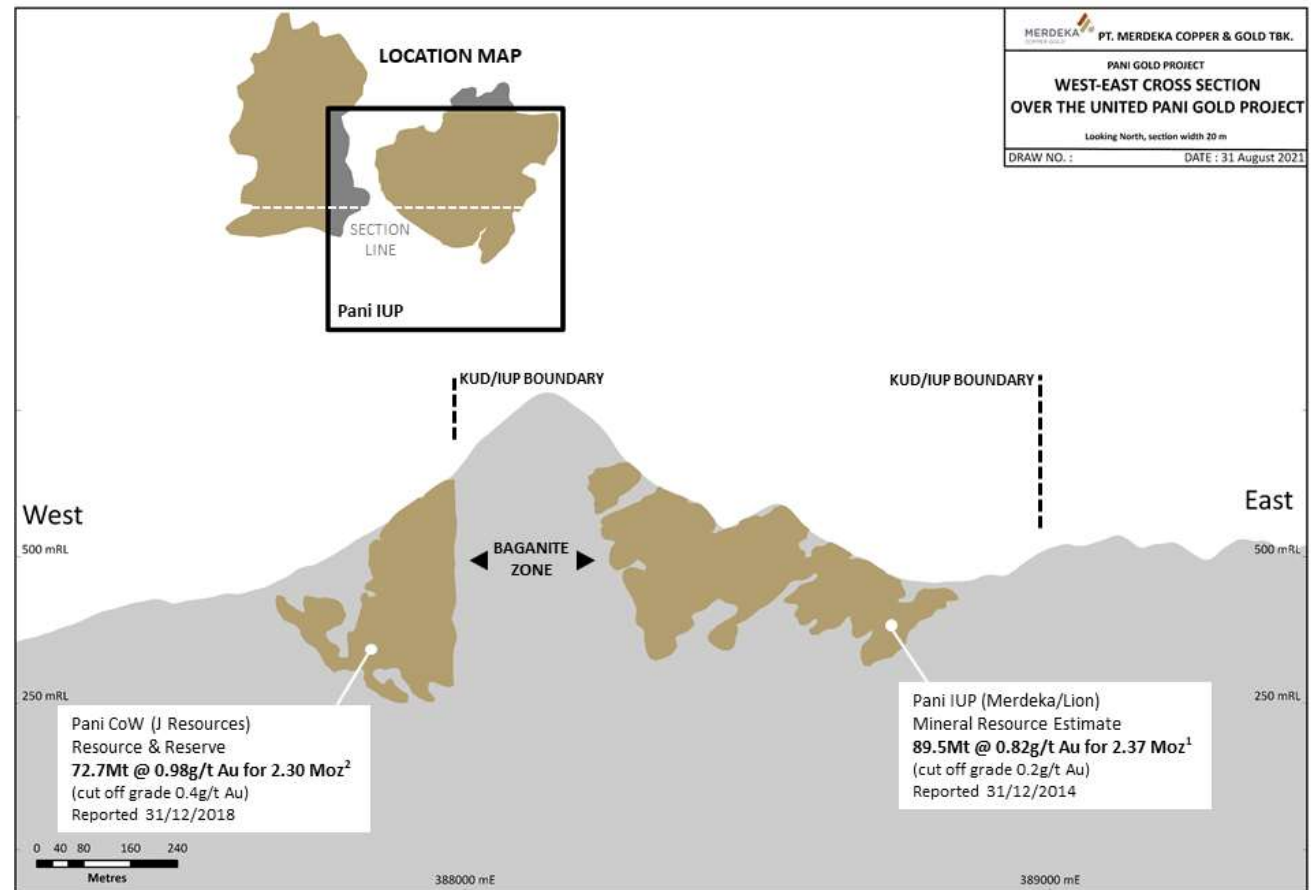 LOCATION MAP
SECTION
LINE
Pani IUP
MERDEKA
COPPER GOLD
PT. MERDEKA COPPER & GOLD TBK.
PANI GOLD PROJECT
WEST-EAST CROSS SECTION
OVER THE UNITED PANI GOLD PROJECT
Looking North, section width 20 m
DRAW NO. :
DATE : 31 August 2021
KUD/IUP BOUNDARY
KUD/IUP BOUNDARY
West
East
500 mRL
500 mRL
BAGANITE
ZONE
250 mRL
250 mRL
Pani CoW (J Resources)
Resource & Reserve
72.7Mt @ 0.98g/t Au for 2.30 Moz²
(cut off grade 0.4g/t Au)
Reported 31/12/2018
Pani IUP (Merdeka/Lion)
Mineral Resource Estimate
89.5Mt @ 0.82g/t Au for 2.37 Moz¹
(cut off grade 0.2g/t Au)
Reported 31/12/2014
0 40 80 160 240
Metres
388000 mE
389000 mE